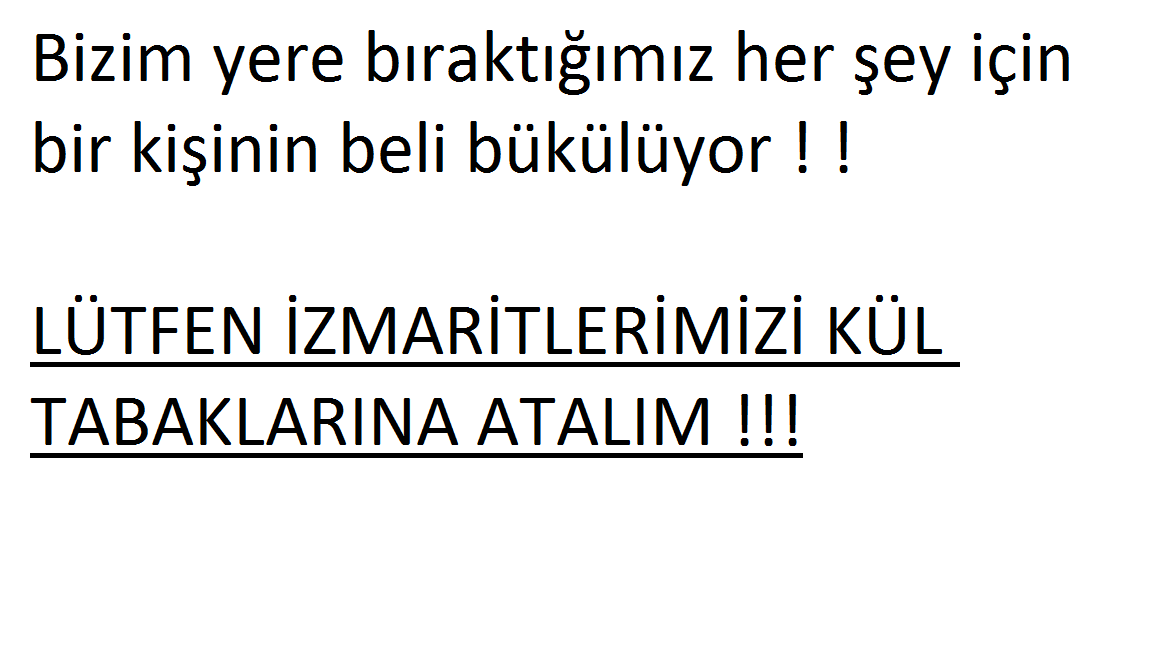 Bizim yere bıraktığımız her şey için
bir kişinin beli bükülüyor ! !
LÜTFEN İZMARİTLERİMİZİ KÜL
TABAKLARINA ATALIM !!!